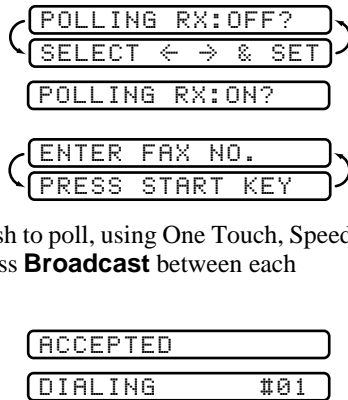 POLLING RX:OFF?
SELECT ← → & SET
POLLING RX:ON?
ENTER FAX NO.
PRESS START KEY
sh to poll, using One Touch, Speed
ss Broadcast between each
ACCEPTED
DIALING #01